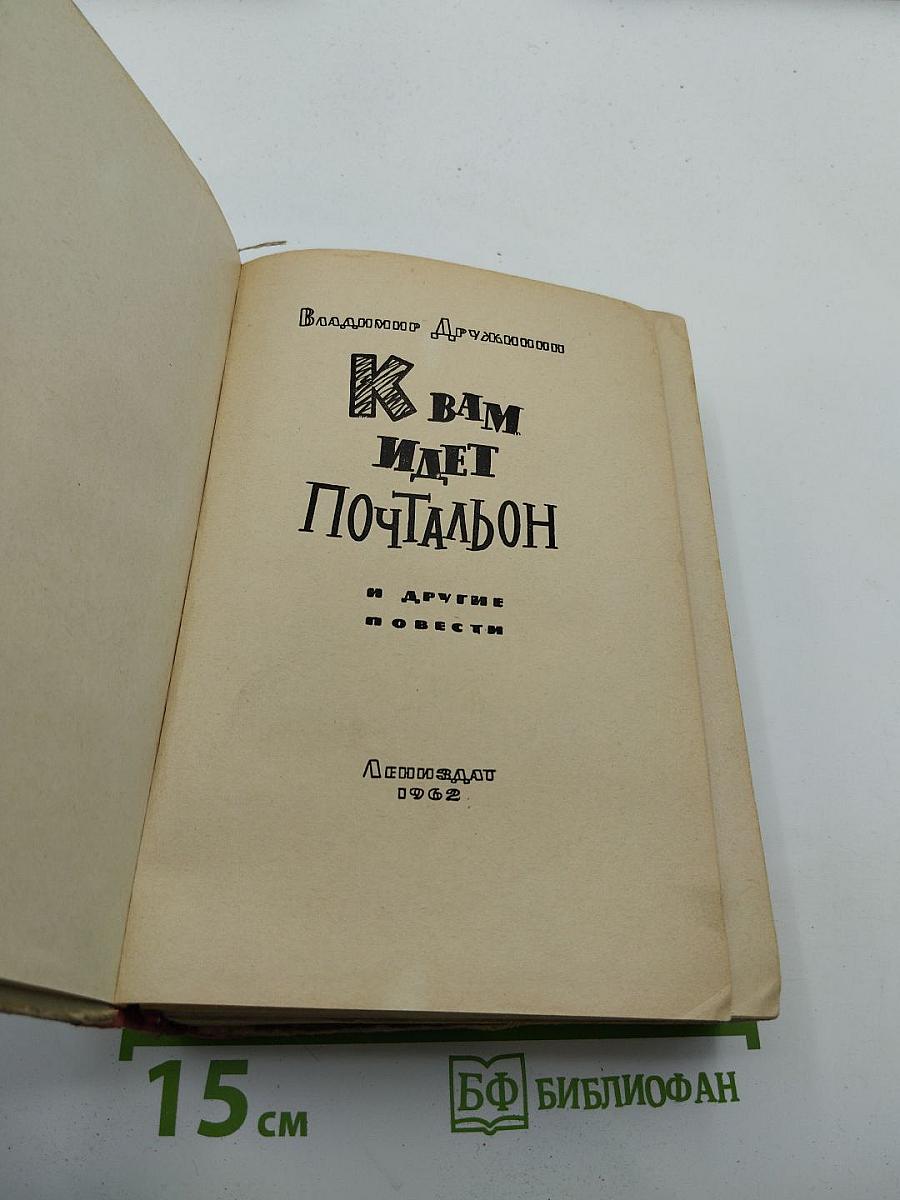 Владимир Дружинин
К вам
идет
Почтальон
и другие
повести
Лениздат
1962
15 см
БФ БИБЛИОФАН